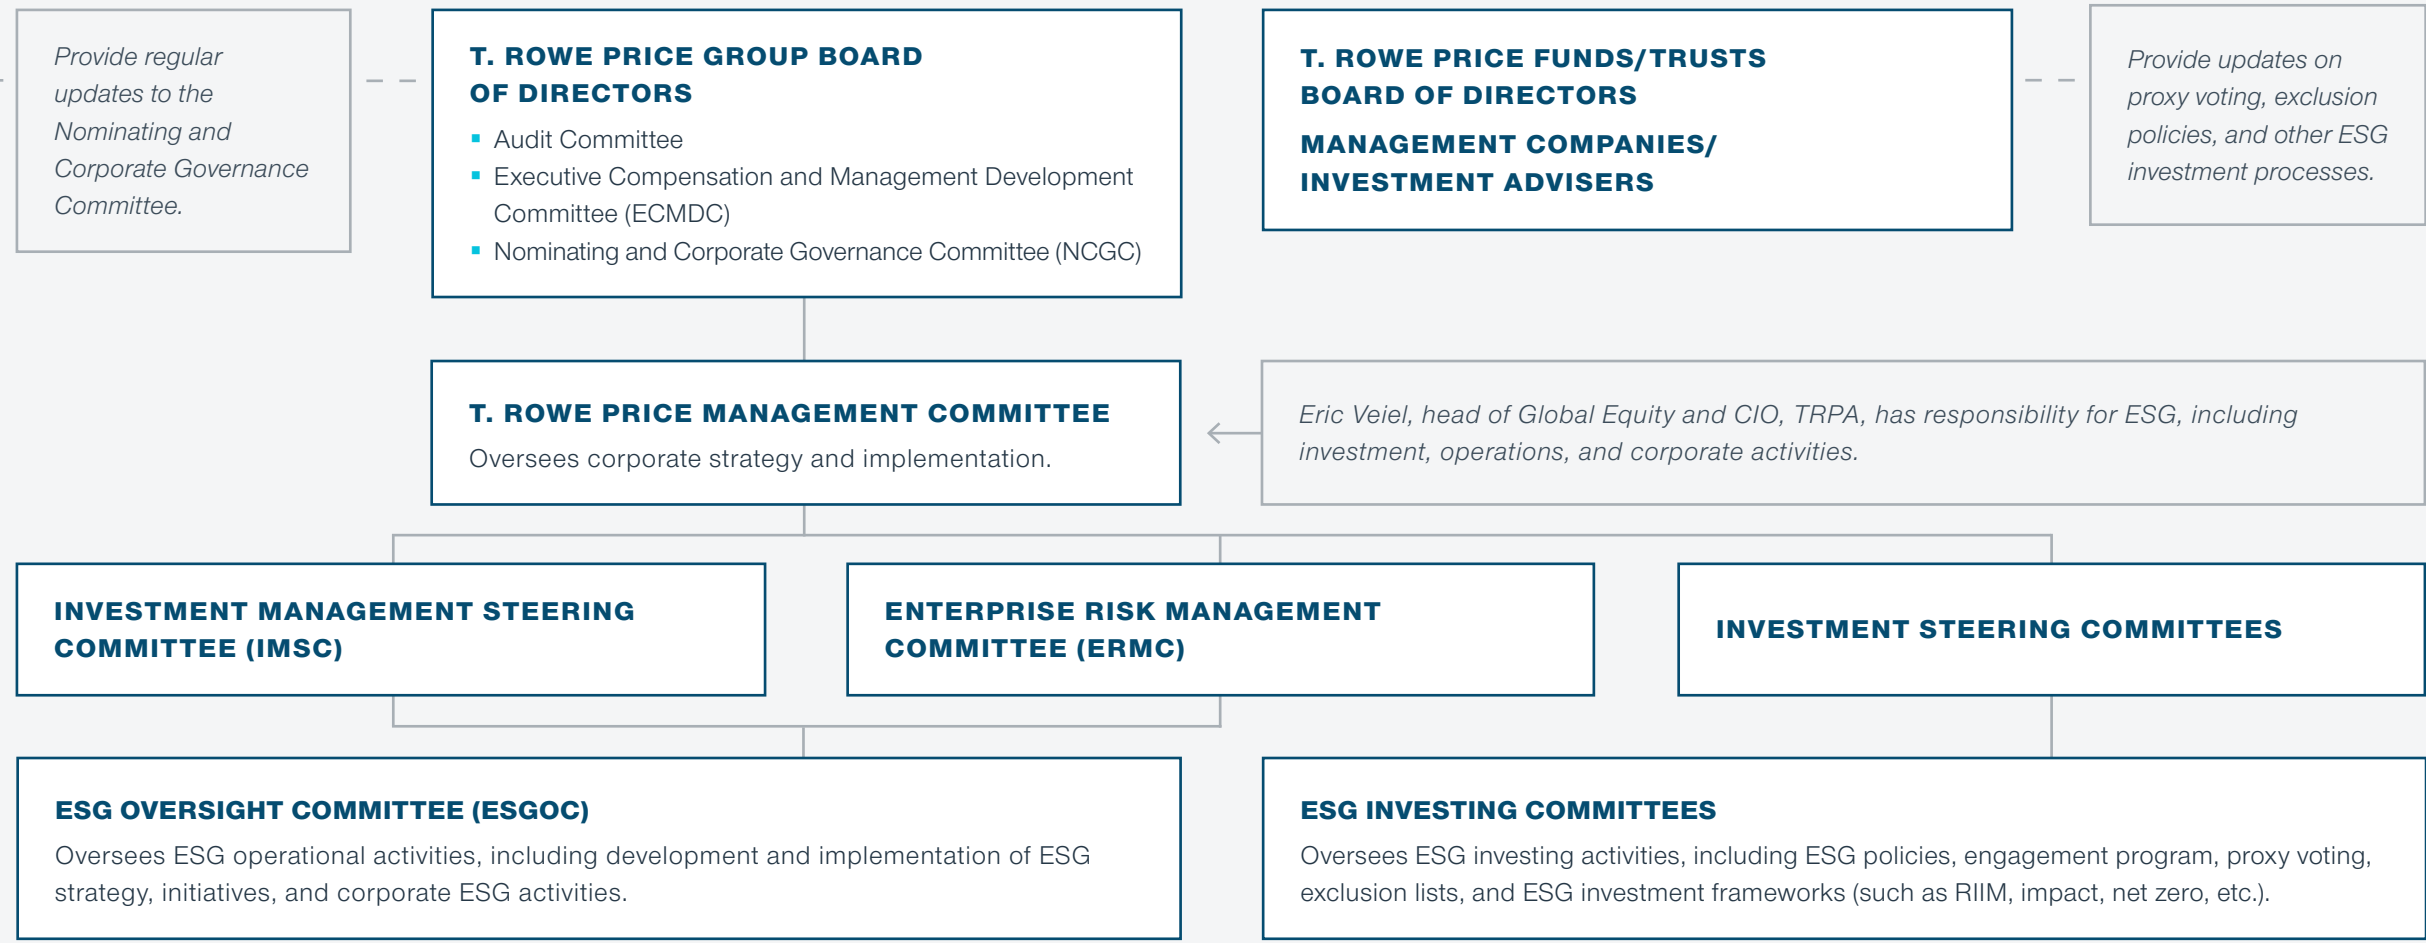 Provide regular
updates to the
Nominating and
Corporate Governance
Committee.
T. ROWE PRICE GROUP BOARD
OF DIRECTORS
▪ Audit Committee
▪ Executive Compensation and Management Development
Committee (ECMDC)
▪ Nominating and Corporate Governance Committee (NCGC)
T. ROWE PRICE FUNDS/TRUSTS
BOARD OF DIRECTORS
MANAGEMENT COMPANIES/
INVESTMENT ADVISERS
Provide updates on
proxy voting, exclusion
policies, and other ESG
investment processes.
T. ROWE PRICE MANAGEMENT COMMITTEE
Oversees corporate strategy and implementation.
Eric Veiel, head of Global Equity and CIO, TRPA, has responsibility for ESG, including
investment, operations, and corporate activities.
INVESTMENT MANAGEMENT STEERING
COMMITTEE (IMSC)
ENTERPRISE RISK MANAGEMENT
COMMITTEE (ERMC)
INVESTMENT STEERING COMMITTEES
ESG OVERSIGHT COMMITTEE (ESGOC)
Oversees ESG operational activities, including development and implementation of ESG
strategy, initiatives, and corporate ESG activities.
ESG INVESTING COMMITTEES
Oversees ESG investing activities, including ESG policies, engagement program, proxy voting,
exclusion lists, and ESG investment frameworks (such as RIIM, impact, net zero, etc.).